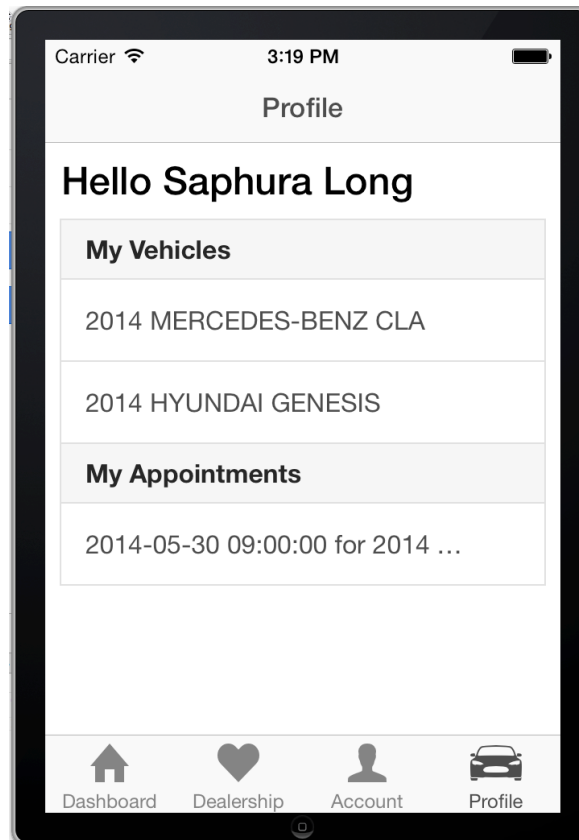 Carrier 3:19 PM
Profile
Hello Saphura Long
My Vehicles
2014 MERCEDES-BENZ CLA
2014 HYUNDAI GENESIS
My Appointments
2014-05-30 09:00:00 for 2014 ...
Dashboard Dealership Account Profile